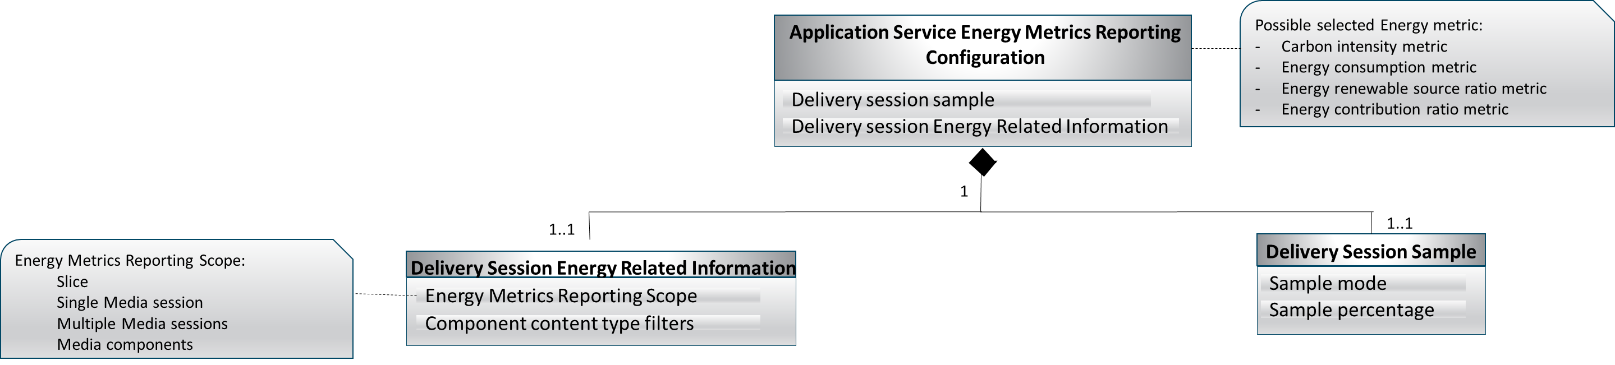 Application Service Energy Metrics Reporting
Configuration
Delivery session sample
Delivery session Energy Related Information
Possible selected Energy metric:
- Carbon intensity metric
- Energy consumption metric
- Energy renewable source ratio metric
- Energy contribution ratio metric
1
1..1
1..1
Energy Metrics Reporting Scope:
Slice
Single Media session
Multiple Media sessions
Media components
Delivery Session Energy Related Information
Energy Metrics Reporting Scope
Component content type filters
Delivery Session Sample
Sample mode
Sample percentage